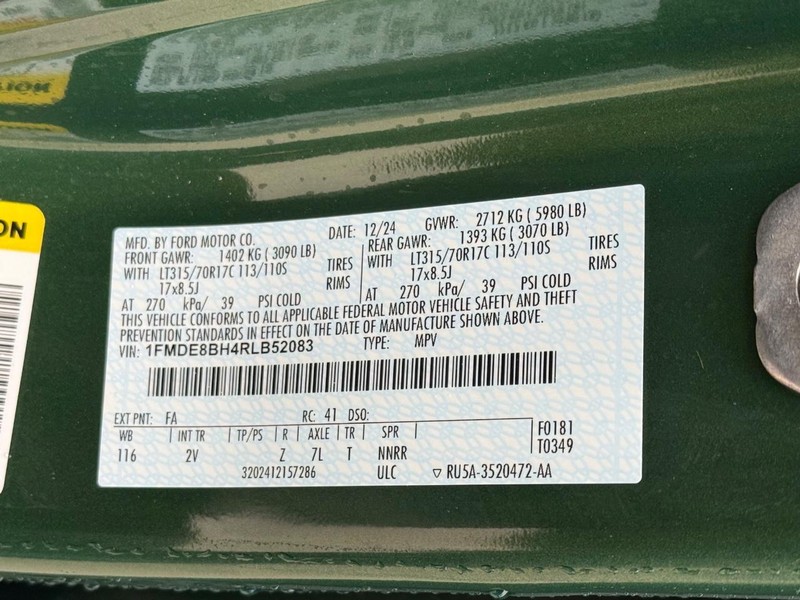 ION
ON
MFD. BY FORD MOTOR CO. DATE: 12/24 GVWR: 2712 KG ( 5980 LB)
FRONT GAWR: 1402 KG ( 3090 LB) REAR GAWR: 1393 KG ( 3070 LB)
WITH LT315/70R17C 113/110S TIRES WITH LT315/70R17C 113/110S TIRES
17x8.5J RIMS 17x8.5J RIMS
AT 270 kPa/ 39 PSI COLD AT 270 kPa/ 39 PSI COLD
THIS VEHICLE CONFORMS TO ALL APPLICABLE FEDERAL MOTOR VEHICLE SAFETY AND THEFT
PREVENTION STANDARDS IN EFFECT ON THE DATE OF MANUFACTURE SHOWN ABOVE.
VIN: 1FMDE8BH4RLB52083 TYPE: MPV
EXT PNT: FA RC: 41 DSO:
WB INT TR TP/PS R AXLE TR SPR F0181
116 2V Z 7L T NNRR T0349
3202412157286 ULC ▽ RU5A-3520472-AA